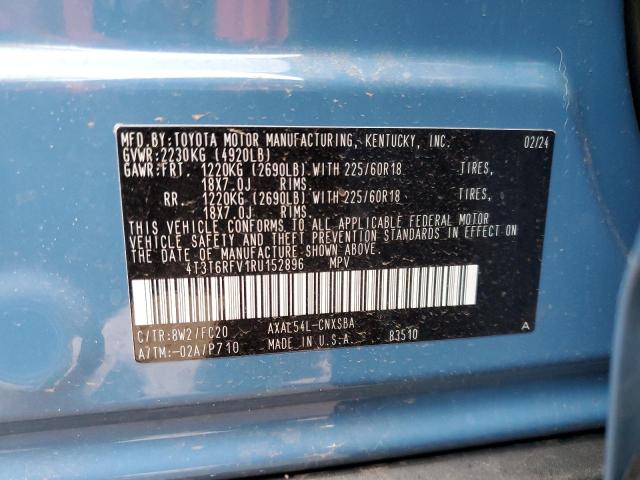 MFD.BY:TOYOTA MOTOR MANUFACTURING, KENTUCKY, INC. 02/24
GVWR:2230KG (4920LB)
GAWR:FRT. 1220KG (2690LB) WITH 225/60R18 TIRES,
18X7.0J RIMS.
RR. 1220KG (2690LB) WITH 225/60R18 TIRES,
18X7.0J RIMS.
THIS VEHICLE CONFORMS TO ALL APPLICABLE FEDERAL MOTOR
VEHICLE SAFETY AND THEFT PREVENTION STANDARDS IN EFFECT ON
THE DATE OF MANUFACTURE SHOWN ABOVE.
4T3T6RFV1RU152896 MPV
C/TR:8W2/FC20 AXAL54L-CNXSBA A
A7TM:-02A/P710 MADE IN U.S.A. 83510